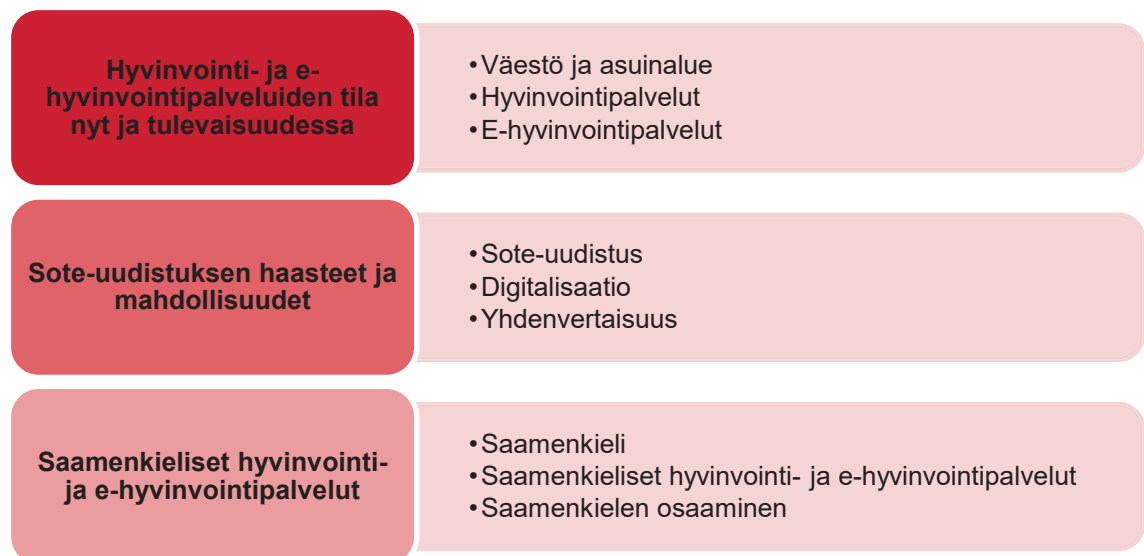 Hyvinvointi- ja e-
hyvinvointipalveluiden tila
nyt ja tulevaisuudessa
•Väestö ja asuinalue
•Hyvinvointipalvelut
•E-hyvinvointipalvelut
Sote-uudistuksen haasteet ja
mahdollisuudet
•Sote-uudistus
•Digitalisaatio
•Yhdenvertaisuus
Saamenkieliset hyvinvointi-
ja e-hyvinvointipalvelut
•Saamenkieli
•Saamenkieliset hyvinvointi- ja e-hyvinvointipalvelut
•Saamenkielen osaaminen